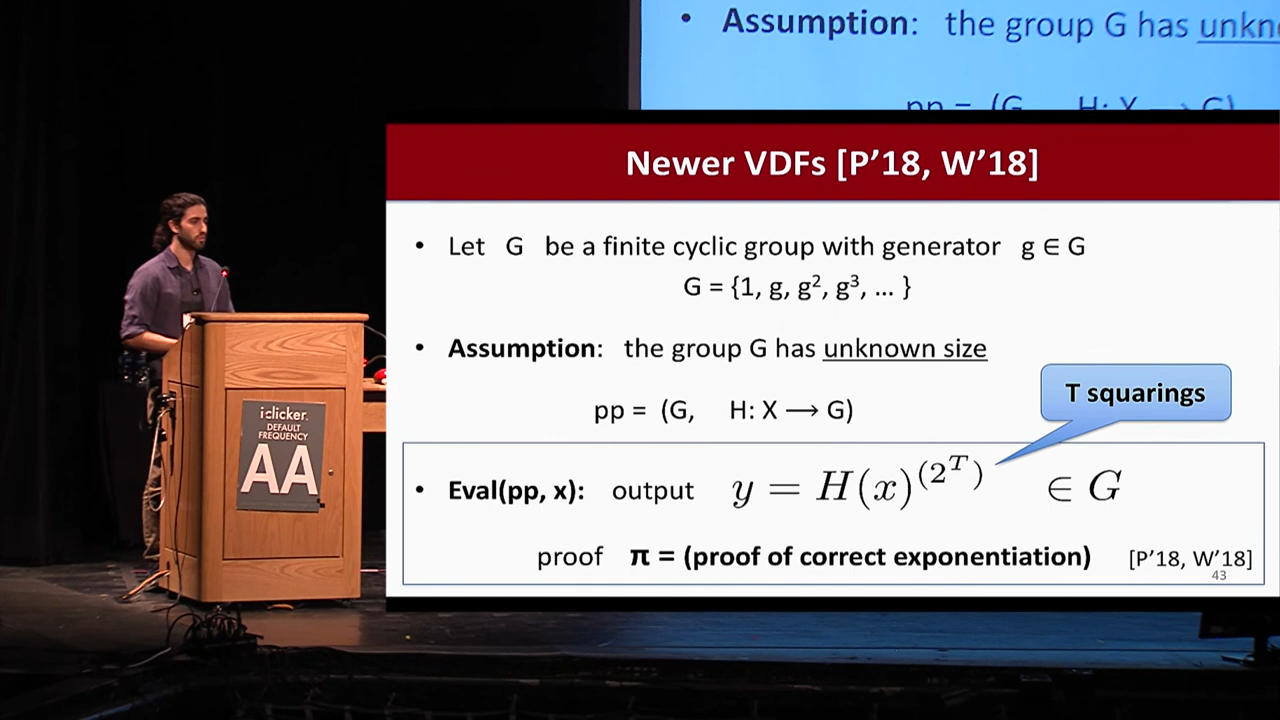 • Assumption: the group G has unkn
pp = (G, H: X ⟶ G)
Newer VDFs [P’18, W’18]
• Let G be a finite cyclic group with generator g ∈ G
G = {1, g, g², g³, … }
• Assumption: the group G has unknown size
T squarings
pp = (G, H: X ⟶ G)
• Eval(pp, x): output y = H(x)^(2^T) ∈ G
proof π = (proof of correct exponentiation) [P’18, W’18]
43
iclicker.
DEFAULT
FREQUENCY
AA